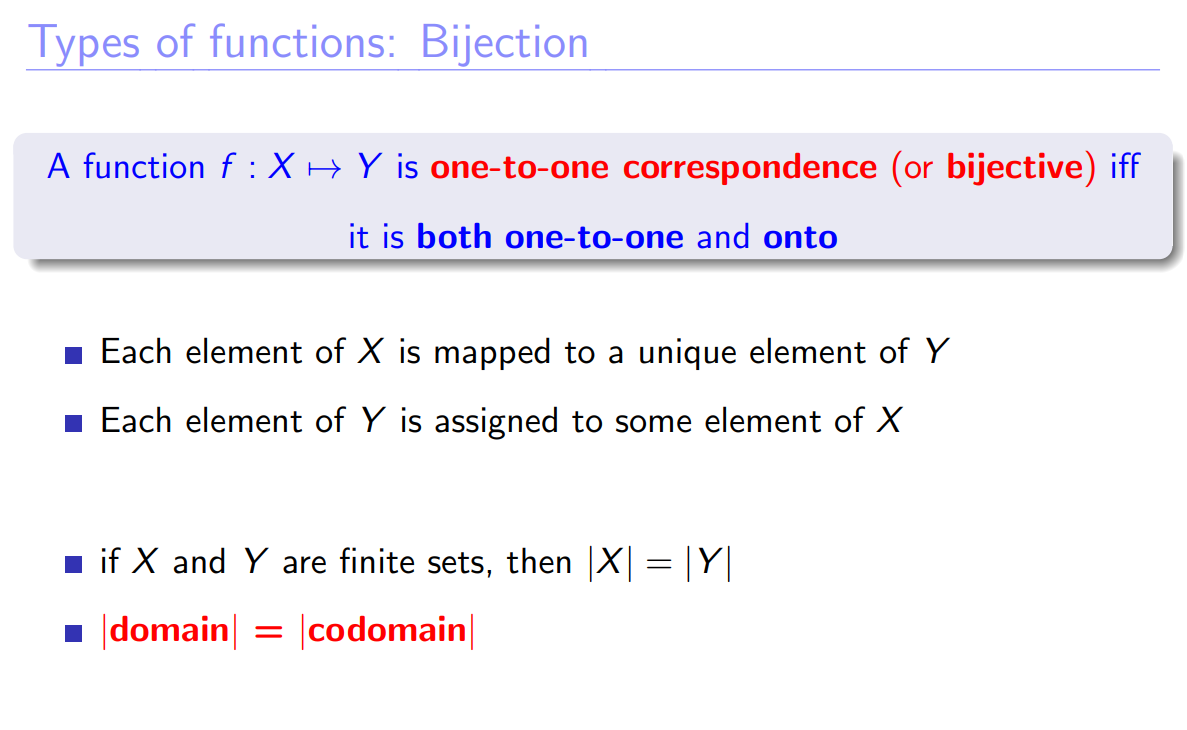 Types of functions: Bijection
A function f : X ↦ Y is one-to-one correspondence (or bijective) iff
it is both one-to-one and onto
Each element of X is mapped to a unique element of Y
Each element of Y is assigned to some element of X
if X and Y are finite sets, then |X| = |Y|
|domain| = |codomain|